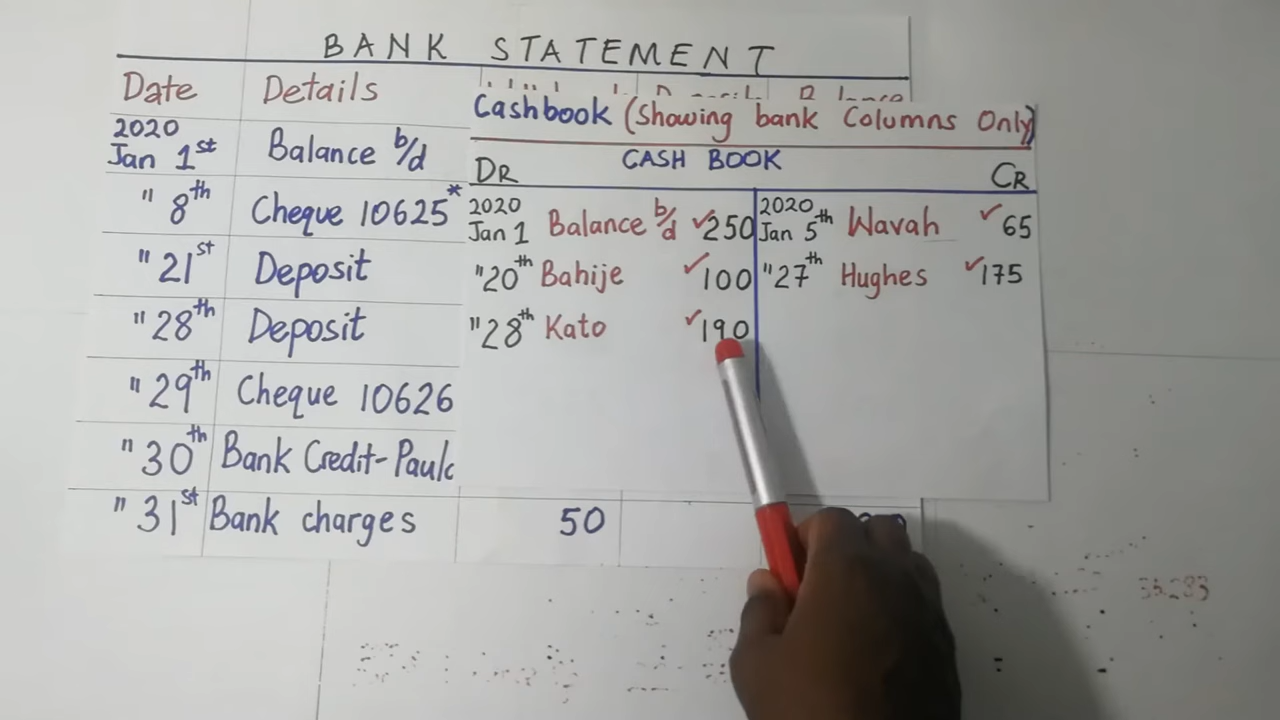 BANK STATEMENT
Date Details
Cashbook (Showing bank Columns Only)
CASH BOOK
DR CR
2020 Jan 1st Balance b/d
" 8th Cheque 10625*
" 21st Deposit
" 28th Deposit
" 29th Cheque 10626
" 30th Bank Credit-Paul
" 31st Bank charges 50
2020 Jan 1 Balance b/d ✓250
" 20th Bahije ✓100
" 28th Kato ✓190
2020 Jan 5th Wavah ✓65
" 27th Hughes ✓175